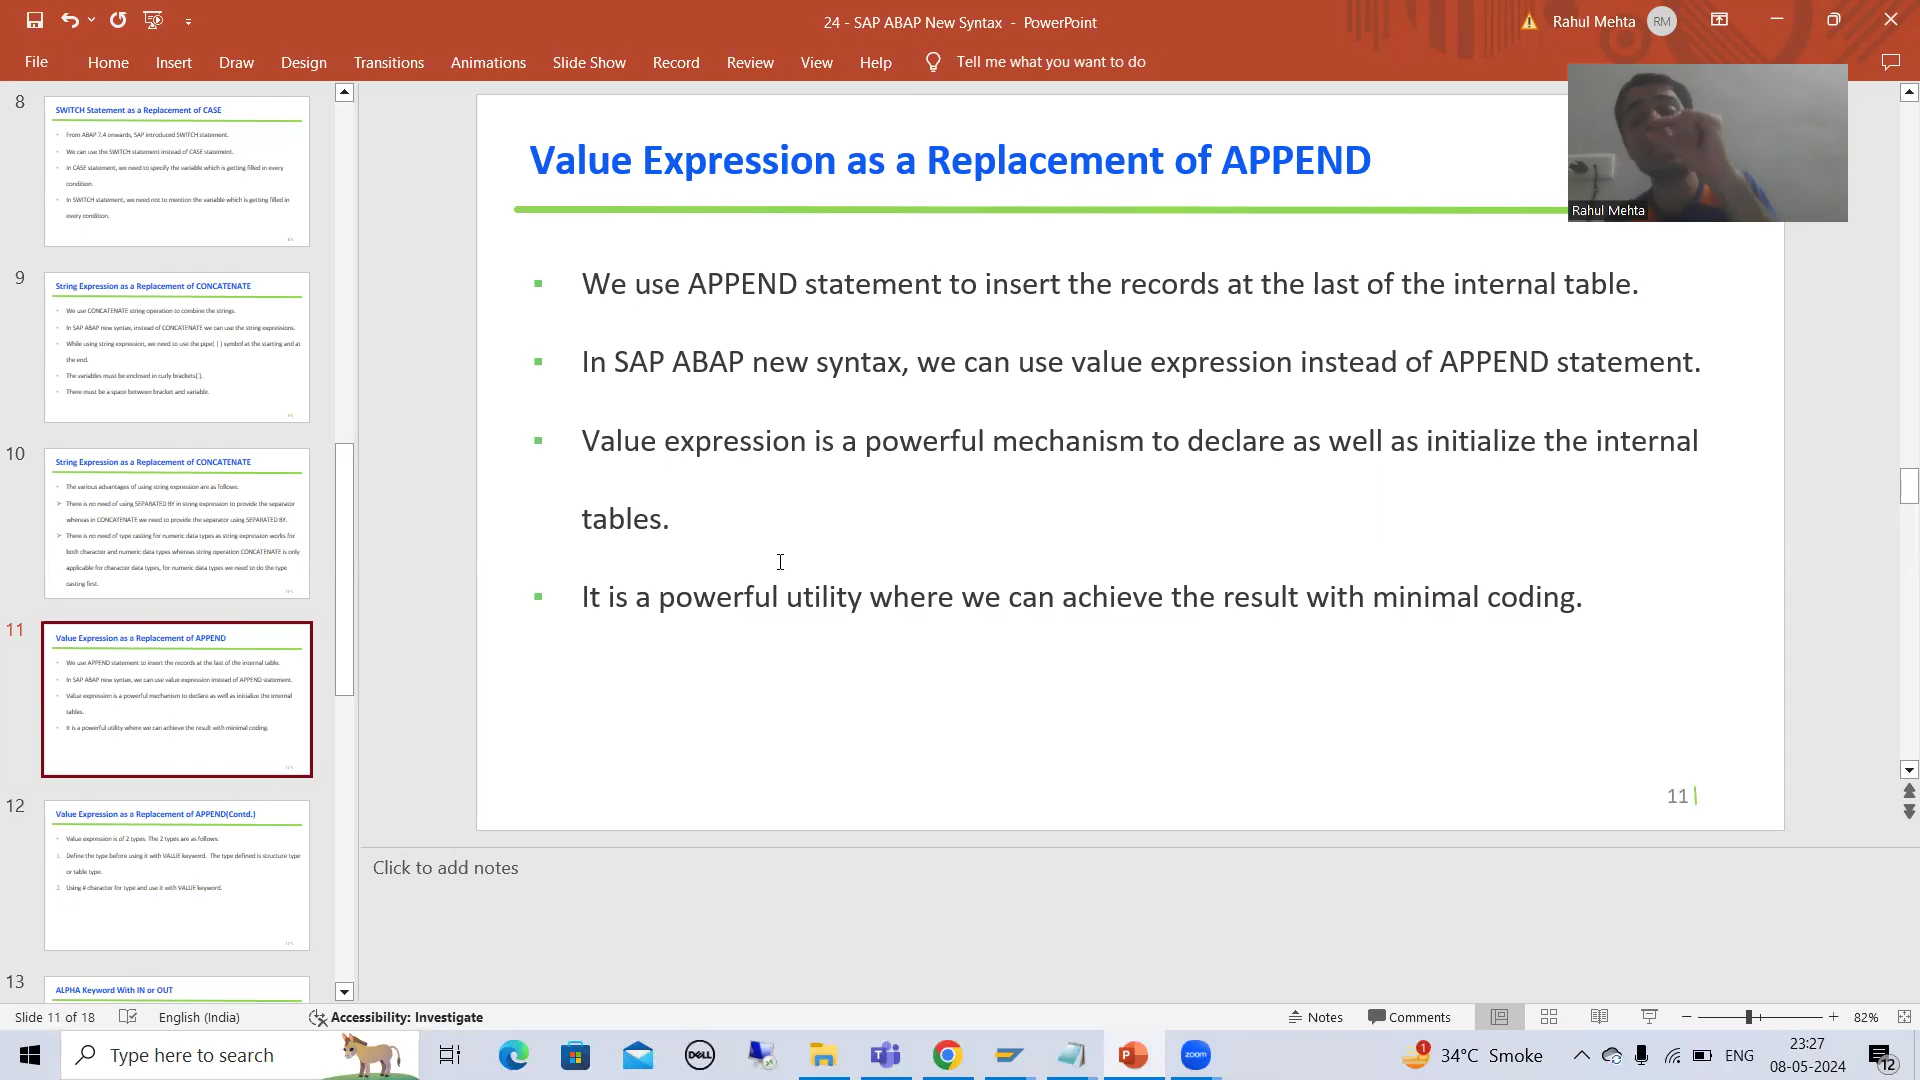 24 - SAP ABAP New Syntax - PowerPoint
Rahul Mehta
RM
File
Home
Insert
Draw
Design
Transitions
Animations
Slide Show
Record
Review
View
Help
Tell me what you want to do
8
SWITCH Statement as a Replacement of CASE
From ABAP 7.4 onwards, SAP introduced SWITCH statement.
We can use the SWITCH statement instead of CASE statement.
In CASE statement, we need to specify the variable which is getting filled in every
condition.
In SWITCH statement, we need not to mention the variable which is getting filled in
every condition.
9
String Expression as a Replacement of CONCATENATE
We use CONCATENATE string operation to combine the strings.
In SAP ABAP new syntax, instead of CONCATENATE we can use the string expressions.
While using string expression, we need to use the pipe( | ) symbol at the starting and at
the end.
The variables must be enclosed in curly brackets{ }.
There must be a space between bracket and variable.
10
String Expression as a Replacement of CONCATENATE
The various advantages of using string expression are as follows:
There is no need of using SEPARATED BY in string expression to provide the separator
whereas in CONCATENATE we need to provide the separator using SEPARATED BY.
There is no need of type casting for numeric data types as string expression works for
both character and numeric data types whereas string operation CONCATENATE is only
applicable for character data types, for numeric data types we need to do the type
casting first.
11
Value Expression as a Replacement of APPEND
We use APPEND statement to insert the records at the last of the internal table.
In SAP ABAP new syntax, we can use value expression instead of APPEND statement.
Value expression is a powerful mechanism to declare as well as initialize the internal
tables.
It is a powerful utility where we can achieve the result with minimal coding.
12
Value Expression as a Replacement of APPEND(Contd.)
Value expression is of 2 types. The 2 types are as follows:
1. Define the type before using it with VALUE keyword. The type defined is structure type
or table type.
2. Using # character for type and use it with VALUE keyword.
13
ALPHA Keyword With IN or OUT
Value Expression as a Replacement of APPEND
We use APPEND statement to insert the records at the last of the internal table.
In SAP ABAP new syntax, we can use value expression instead of APPEND statement.
Value expression is a powerful mechanism to declare as well as initialize the internal
tables.
It is a powerful utility where we can achieve the result with minimal coding.
11
Rahul Mehta
Click to add notes
Slide 11 of 18
English (India)
Accessibility: Investigate
Notes
Comments
82%
Type here to search
DELL
zoom
1
34°C Smoke
ENG
23:27
08-05-2024
12